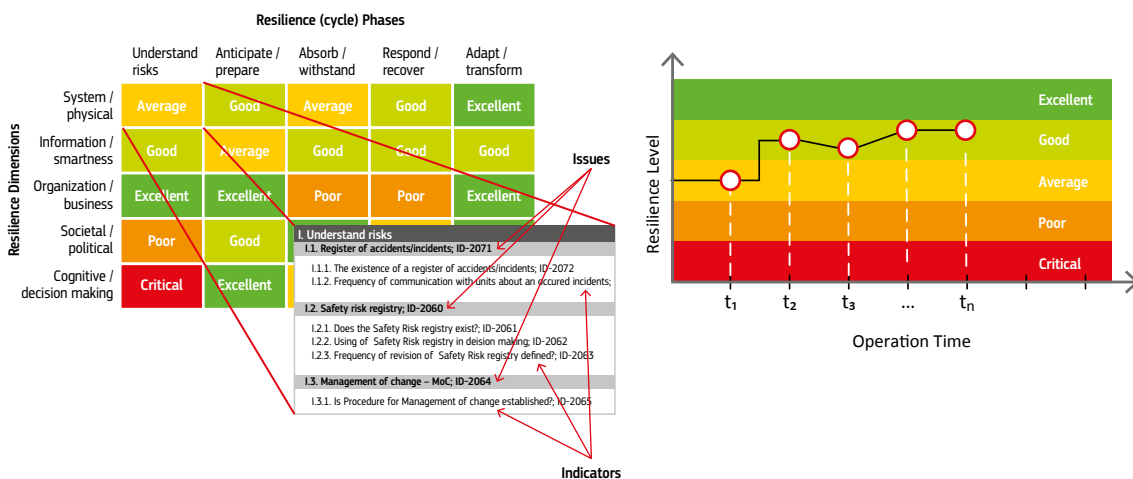 Resilience (cycle) Phases
Understand risks
Anticipate / prepare
Absorb / withstand
Respond / recover
Adapt / transform
Resilience Dimensions
System / physical
Average
Good
Average
Good
Excellent
Information / smartness
Good
Average
Good
Good
Good
Organization / business
Excellent
Excellent
Poor
Poor
Excellent
Societal / political
Poor
Good
Cognitive / decision making
Critical
Excellent
I. Understand risks
I.1. Register of accidents/incidents; ID-2071
I.1.1. The existence of a register of accidents/incidents; ID-2072
I.1.2. Frequency of communication with units about an occured incidents;
I.2. Safety risk registry; ID-2060
I.2.1. Does the Safety Risk registry exist?; ID-2061
I.2.2. Using of Safety Risk registry in deision making; ID-2062
I.2.3. Frequency of revision of Safety Risk registry defined?; ID-2063
I.3. Management of change – MoC; ID-2064
I.3.1. Is Procedure for Management of change established?; ID-2065
Issues
Indicators
Resilience Level
Excellent
Good
Average
Poor
Critical
t1
t2
t3
...
tn
Operation Time